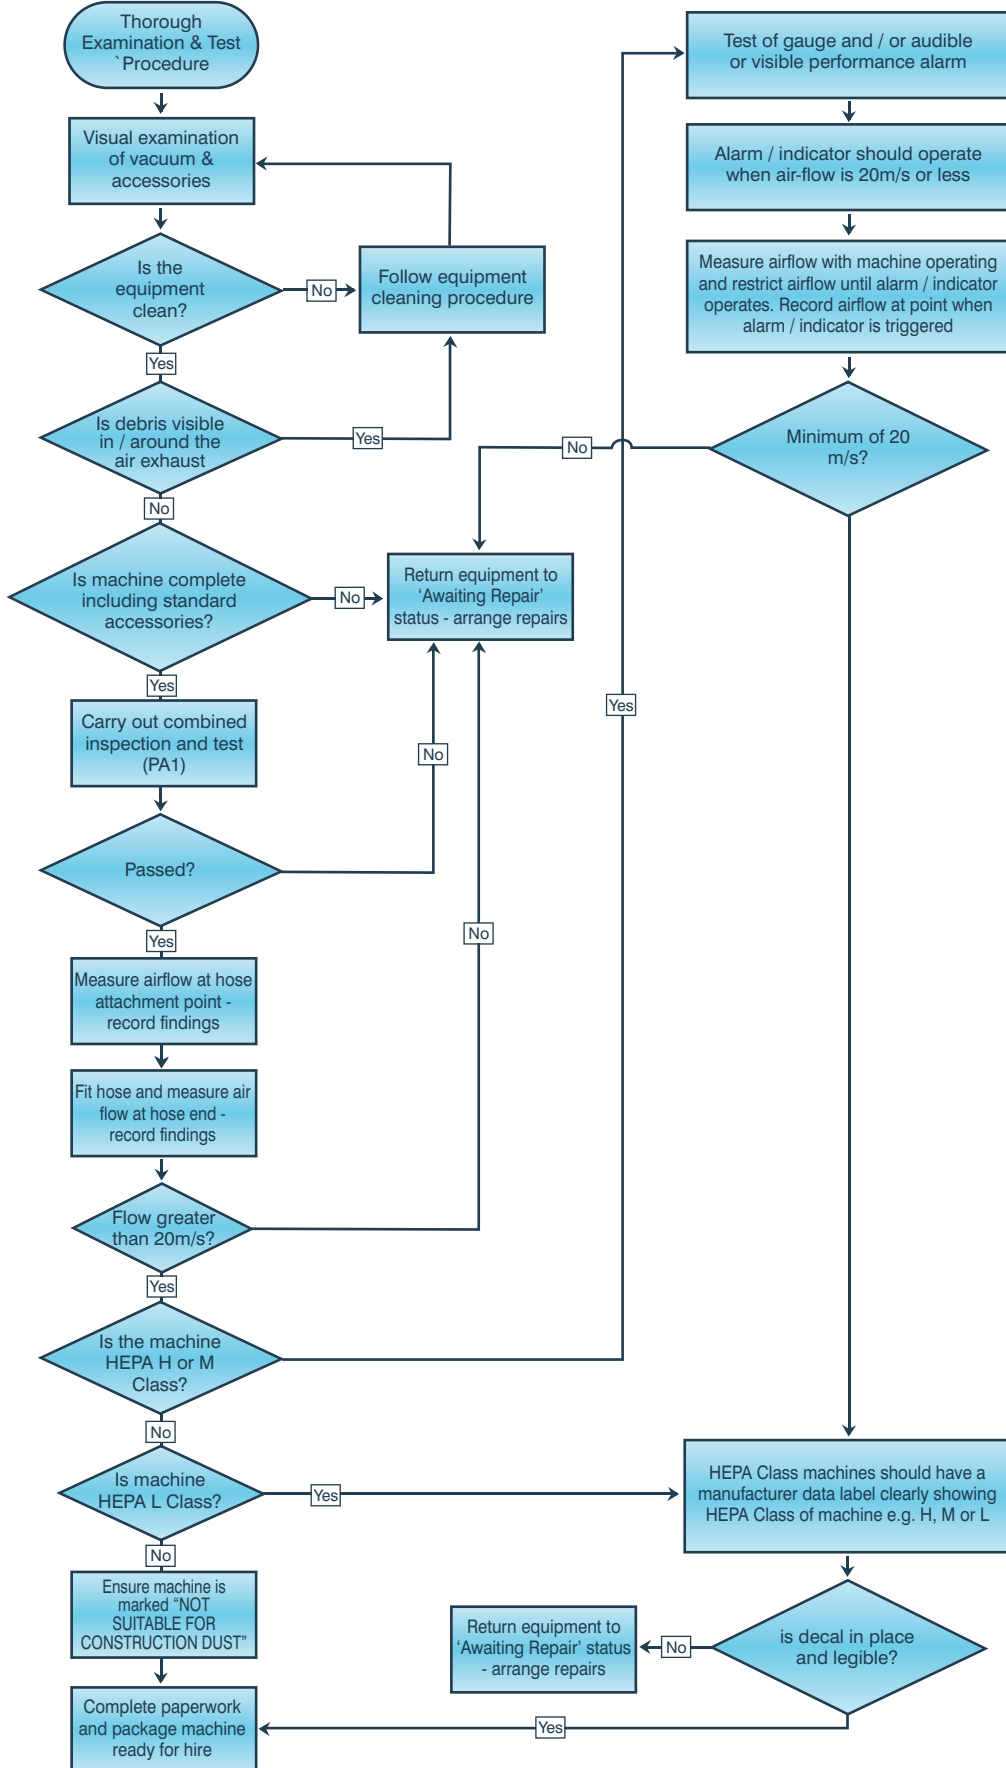 Thorough
Examination & Test
`Procedure
Visual examination
of vacuum &
accessories
Is the
equipment
clean?
No
Follow equipment
cleaning procedure
Yes
Is debris visible
in / around the
air exhaust
Yes
No
Is machine complete
including standard
accessories?
No
Return equipment to
‘Awaiting Repair’
status - arrange repairs
Yes
Carry out combined
inspection and test
(PA1)
No
Passed?
Yes
No
Measure airflow at hose
attachment point -
record findings
Fit hose and measure air
flow at hose end -
record findings
Flow greater
than 20m/s?
Yes
Is the machine
HEPA H or M
Class?
Yes
No
Is machine
HEPA L Class?
Yes
No
Ensure machine is
marked “NOT
SUITABLE FOR
CONSTRUCTION DUST”
Complete paperwork
and package machine
ready for hire
Test of gauge and / or audible
or visible performance alarm
Alarm / indicator should operate
when air-flow is 20m/s or less
Measure airflow with machine operating
and restrict airflow until alarm / indicator
operates. Record airflow at point when
alarm / indicator is triggered
Minimum of 20
m/s?
No
HEPA Class machines should have a
manufacturer data label clearly showing
HEPA Class of machine e.g. H, M or L
is decal in place
and legible?
No
Return equipment to
‘Awaiting Repair’ status
- arrange repairs
Yes